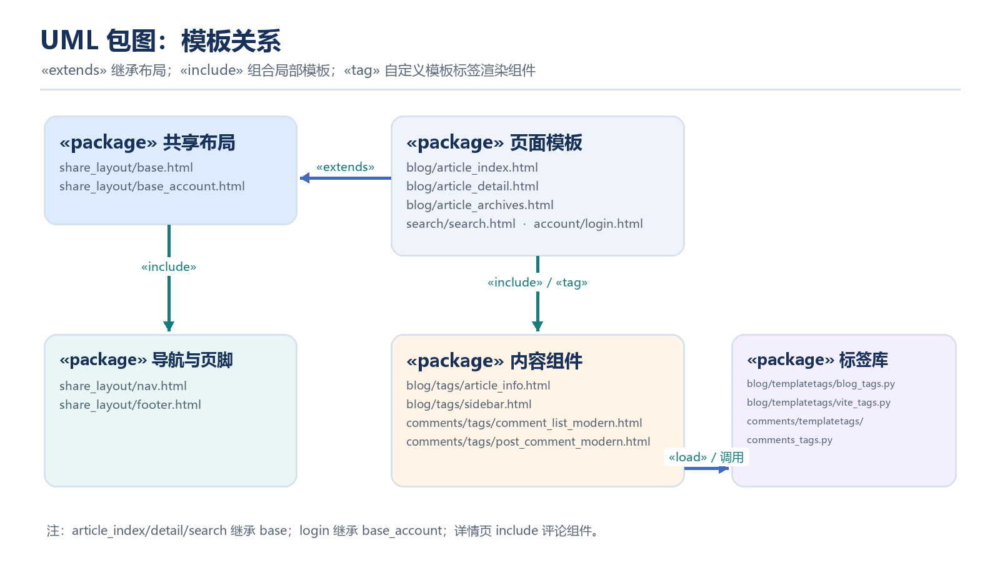 UML 包图：模板关系
«extends» 继承布局；«include» 组合局部模板；«tag» 自定义模板标签渲染组件
«package» 共享布局
share_layout/base.html
share_layout/base_account.html
«extends»
«package» 页面模板
blog/article_index.html
blog/article_detail.html
blog/article_archives.html
search/search.html · account/login.html
«include»
«include» / «tag»
«package» 导航与页脚
share_layout/nav.html
share_layout/footer.html
«package» 内容组件
blog/tags/article_info.html
blog/tags/sidebar.html
comments/tags/comment_list_modern.html
comments/tags/post_comment_modern.html
«load» / 调用
«package» 标签库
blog/templatetags/blog_tags.py
blog/templatetags/vite_tags.py
comments/templatetags/
comments_tags.py
注：article_index/detail/search 继承 base；login 继承 base_account；详情页 include 评论组件。